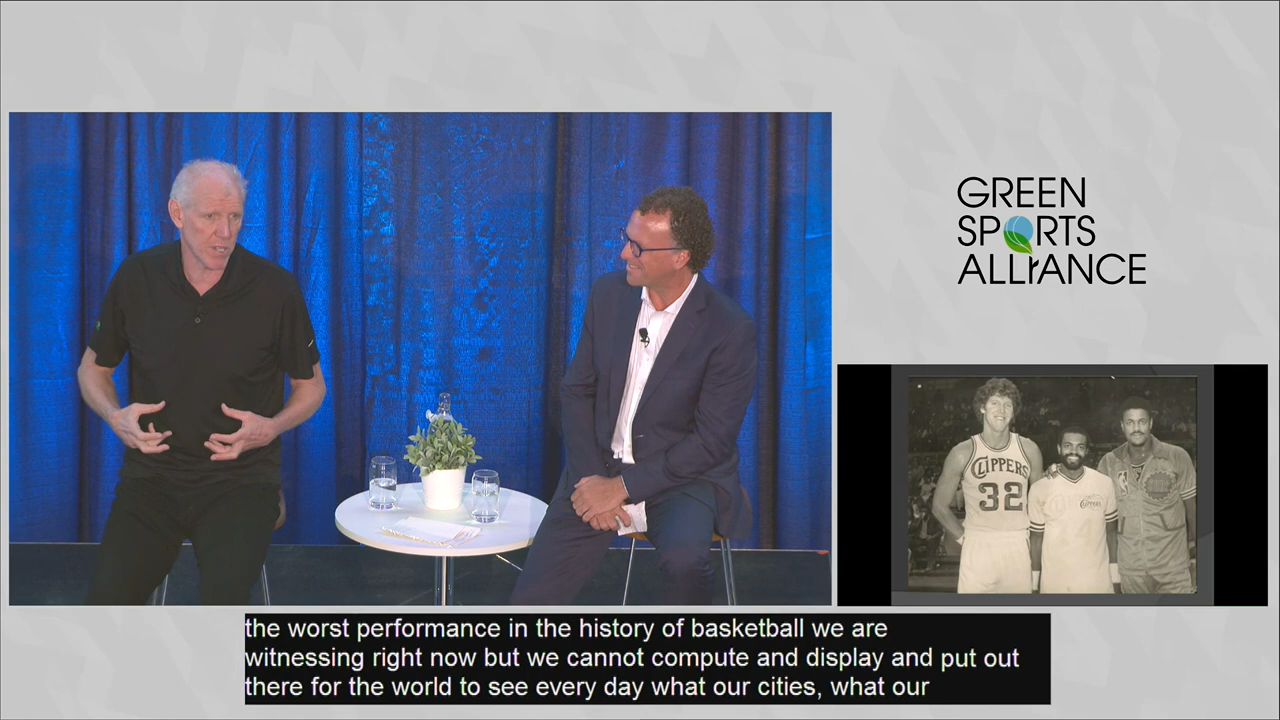 GREEN
SPORTS
ALLIANCE
CLIPPERS
32
Clippers
the worst performance in the history of basketball we are
witnessing right now but we cannot compute and display and put out
there for the world to see every day what our cities, what our